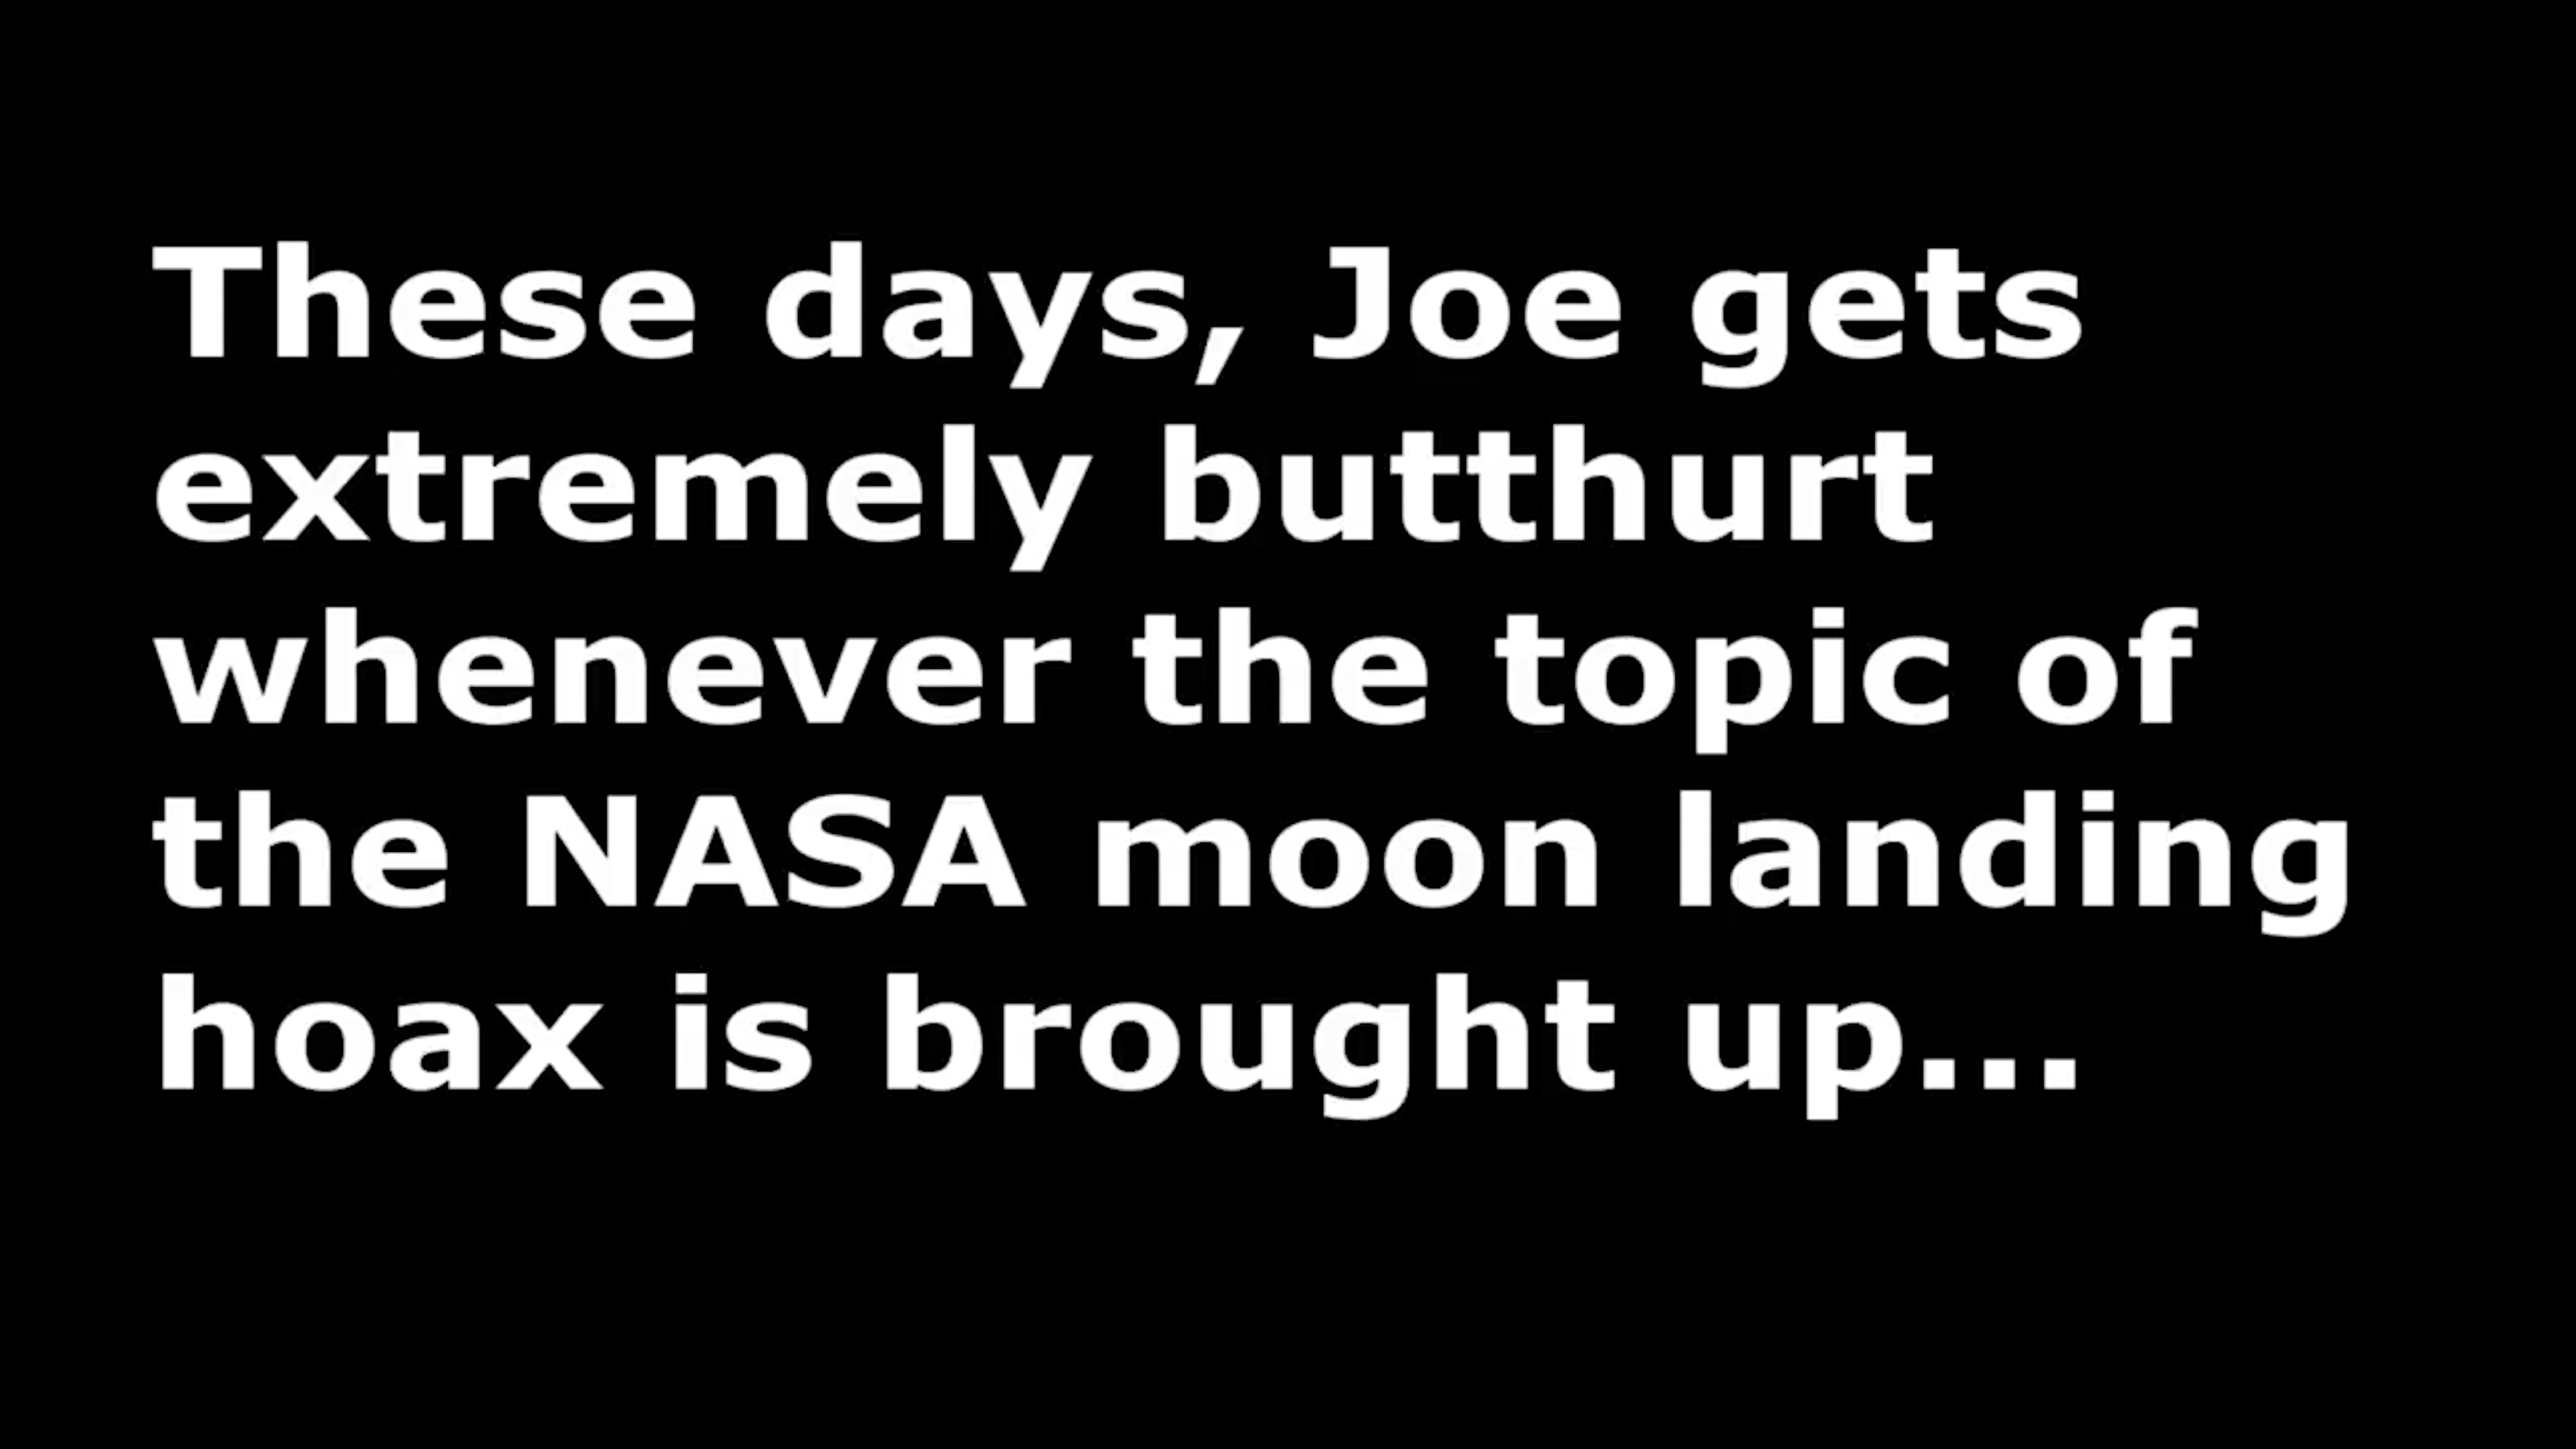 These days, Joe gets
extremely butthurt
whenever the topic of
the NASA moon landing
hoax is brought up...